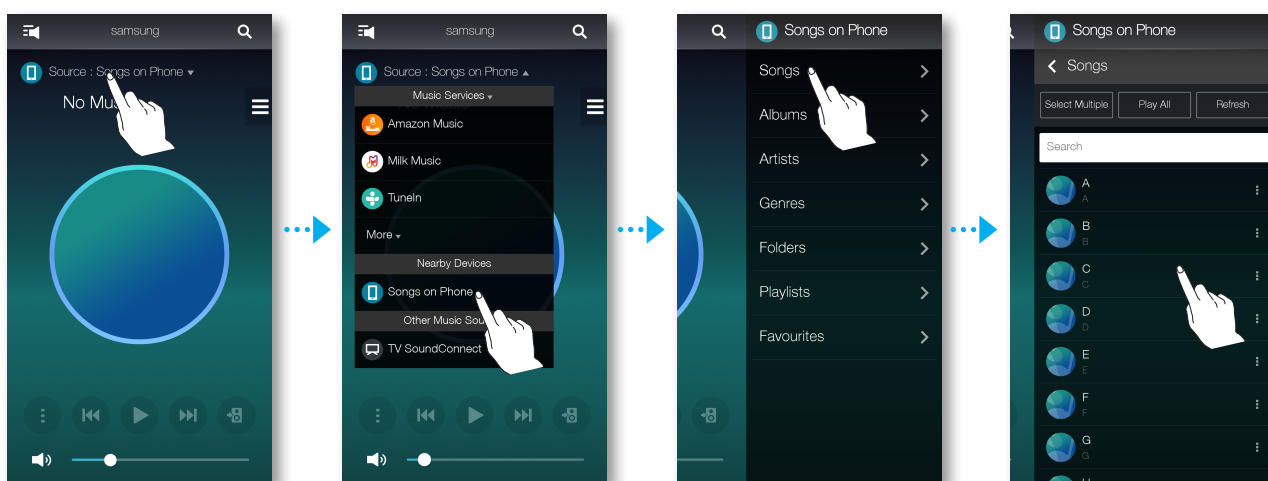 samsung
Source : Songs on Phone
No Mus
samsung
Source : Songs on Phone
Music Services
Amazon Music
Milk Music
TuneIn
More
Nearby Devices
Songs on Phone
Other Music Sou
TV SoundConnect
Songs on Phone
Songs
Albums
Artists
Genres
Folders
Playlists
Favourites
Songs on Phone
Songs
Select Multiple Play All Refresh
Search
A
A
B
B
C
C
D
D
E
E
F
F
G
G